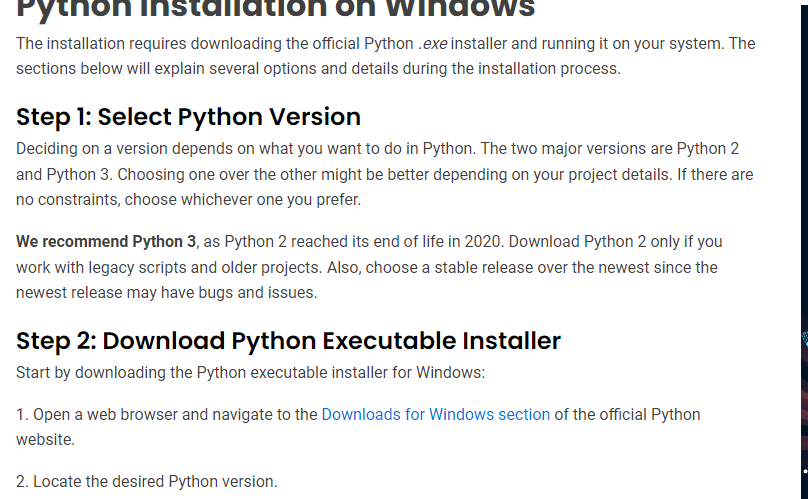 Python Installation on Windows
The installation requires downloading the official Python .exe installer and running it on your system. The
sections below will explain several options and details during the installation process.
Step 1: Select Python Version
Deciding on a version depends on what you want to do in Python. The two major versions are Python 2
and Python 3. Choosing one over the other might be better depending on your project details. If there are
no constraints, choose whichever one you prefer.
We recommend Python 3, as Python 2 reached its end of life in 2020. Download Python 2 only if you
work with legacy scripts and older projects. Also, choose a stable release over the newest since the
newest release may have bugs and issues.
Step 2: Download Python Executable Installer
Start by downloading the Python executable installer for Windows:
1. Open a web browser and navigate to the Downloads for Windows section of the official Python
website.
2. Locate the desired Python version.